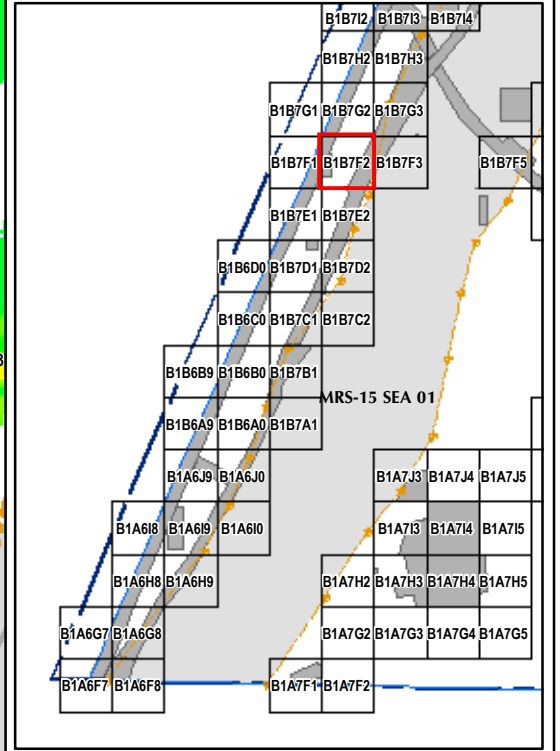 B1B7I2 B1B7I3 B1B7I4
B1B7H2 B1B7H3
B1B7G1 B1B7G2 B1B7G3
B1B7F1 B1B7F2 B1B7F3 B1B7F5
B1B7E1 B1B7E2
B1B6D0 B1B7D1 B1B7D2
B1B6C0 B1B7C1 B1B7C2
B1B6B9 B1B6B0 B1B7B1
MRS-15 SEA 01
B1B6A9 B1B6A0 B1B7A1
B1A6J9 B1A6J0 B1A7J3 B1A7J4 B1A7J5
B1A6I8 B1A6I9 B1A6I0 B1A7I3 B1A7I4 B1A7I5
B1A6H8 B1A6H9 B1A7H2 B1A7H3 B1A7H4 B1A7H5
B1A6G7 B1A6G8 B1A7G2 B1A7G3 B1A7G4 B1A7G5
B1A6F7 B1A6F8 B1A7F1 B1A7F2